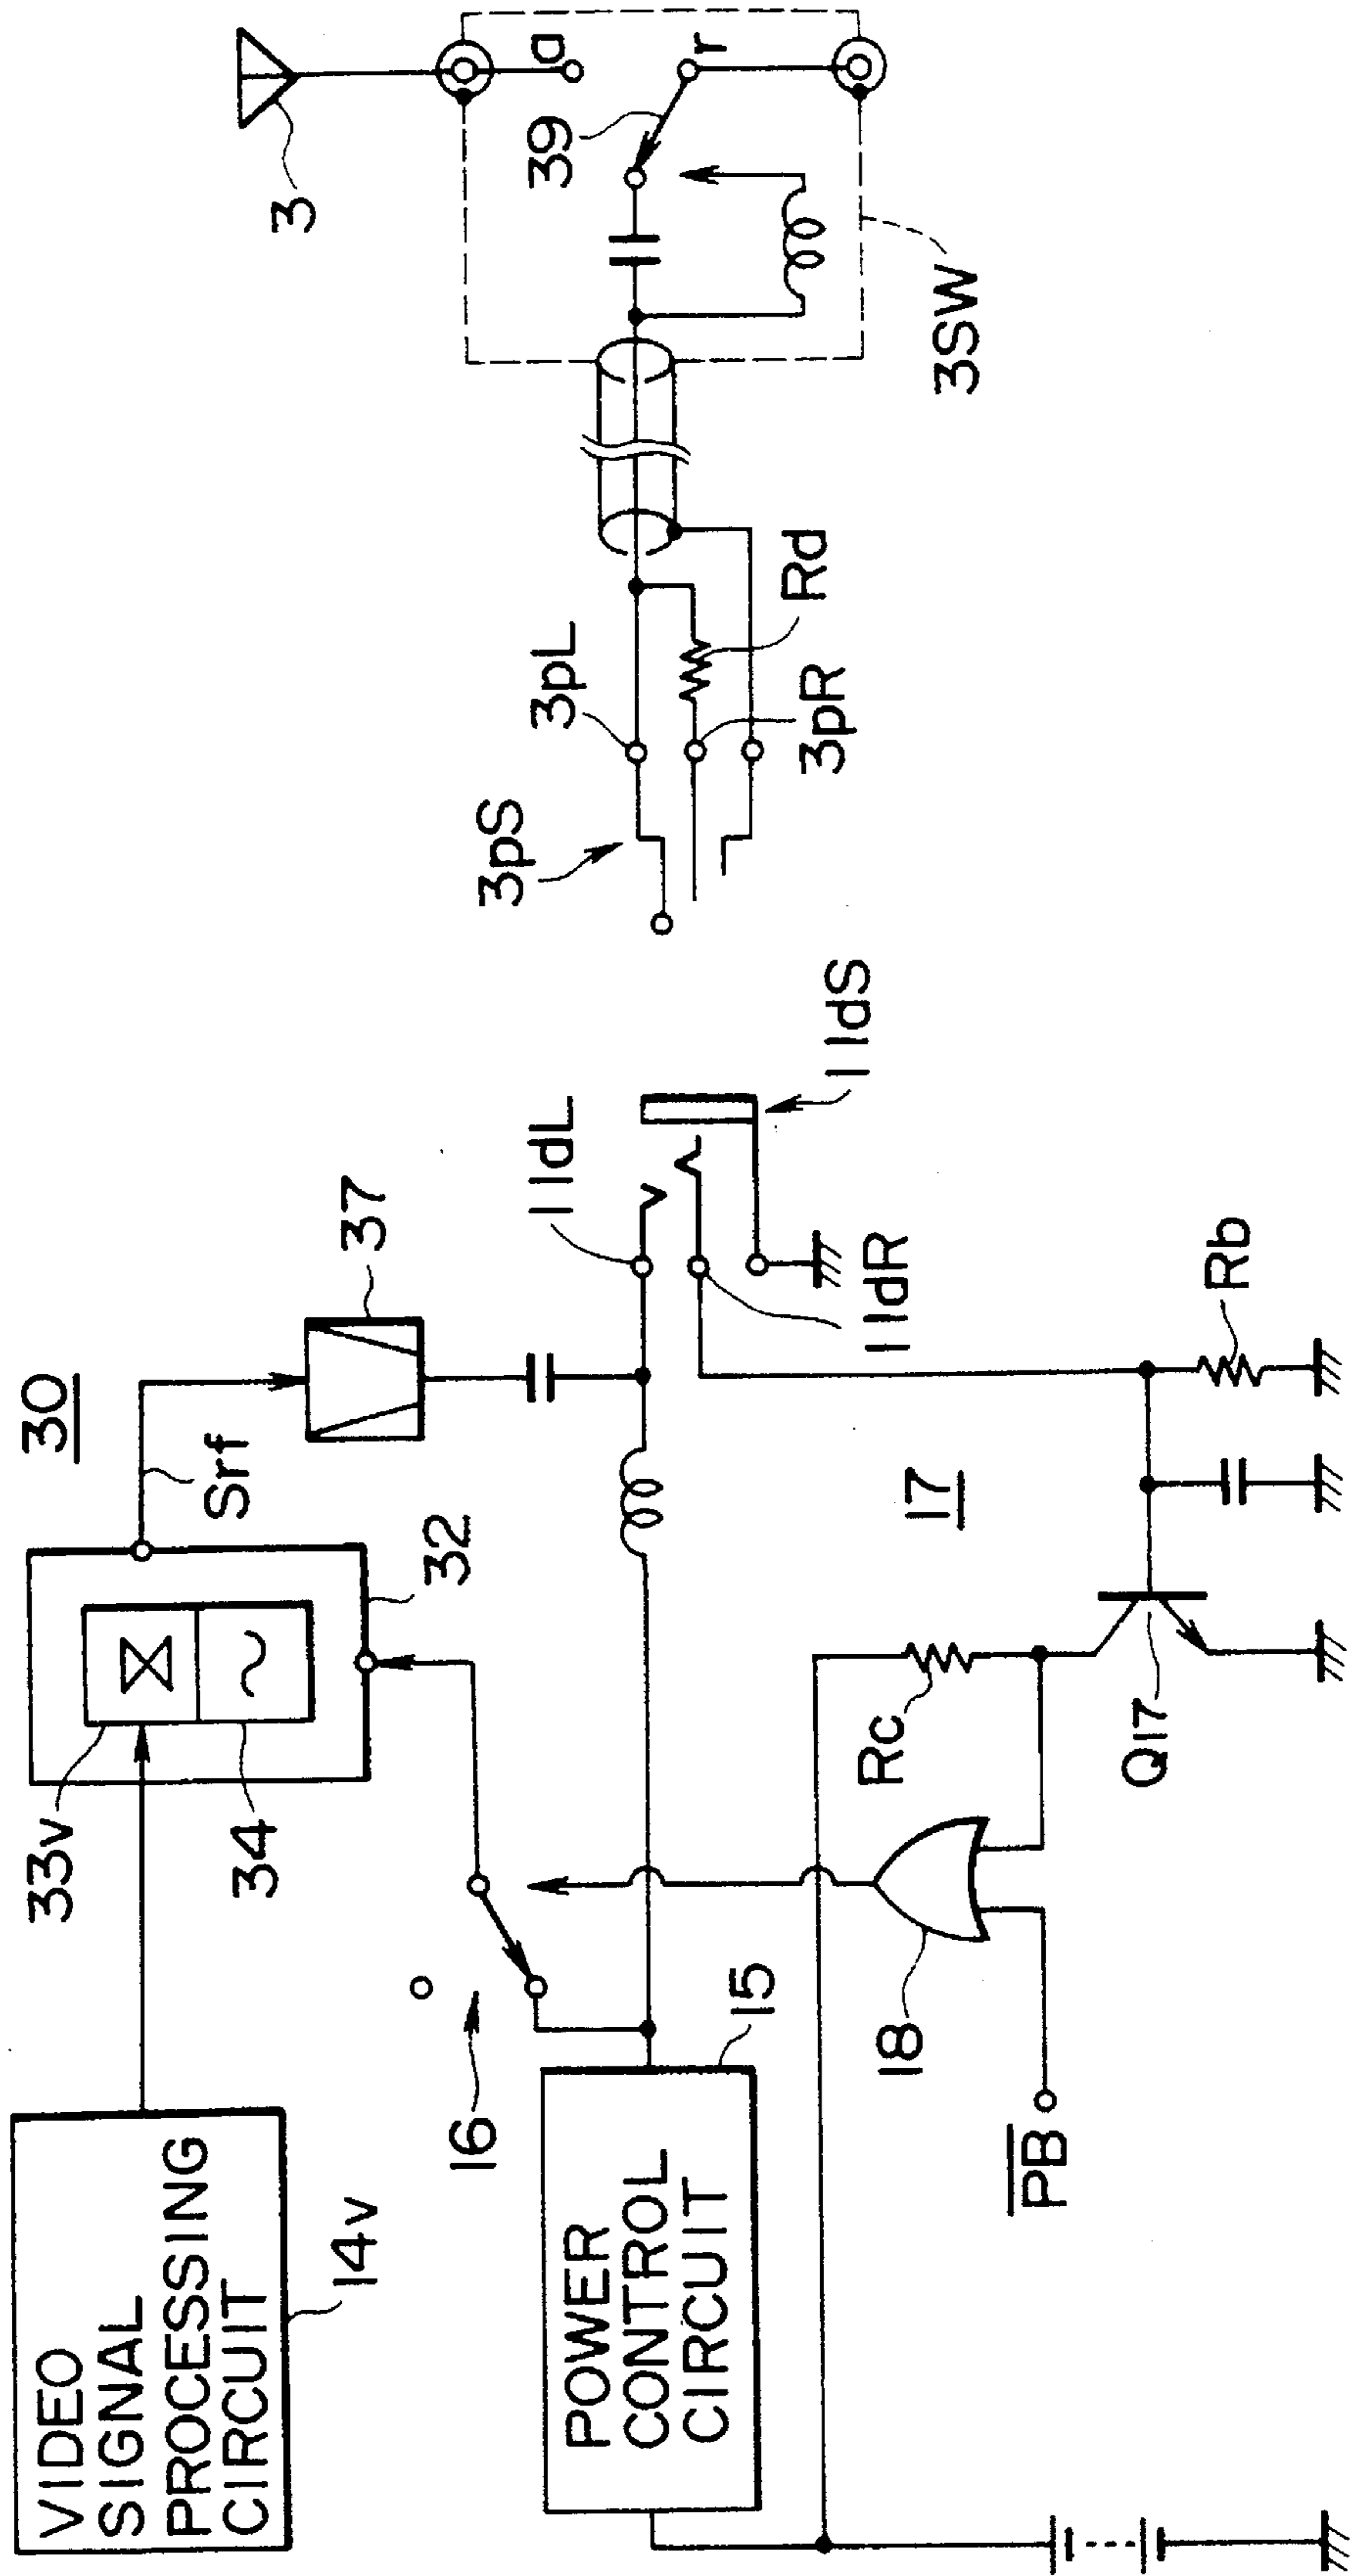 30
VIDEO
SIGNAL
PROCESSING
CIRCUIT
14v
33v
34
32
Srf
37
3
a
39
r
3SW
16
POWER
CONTROL
CIRCUIT
15
11dL
11dR
11dS
3pS
3pL
3pR
Rd
17
18
PB
Rc
Q17
Rb